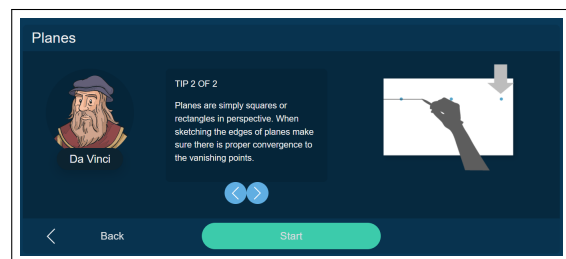 Planes
TIP 2 OF 2
Planes are simply squares or
rectangles in perspective. When
sketching the edges of planes make
sure there is proper convergence to
the vanishing points.
Da Vinci
Back
Start